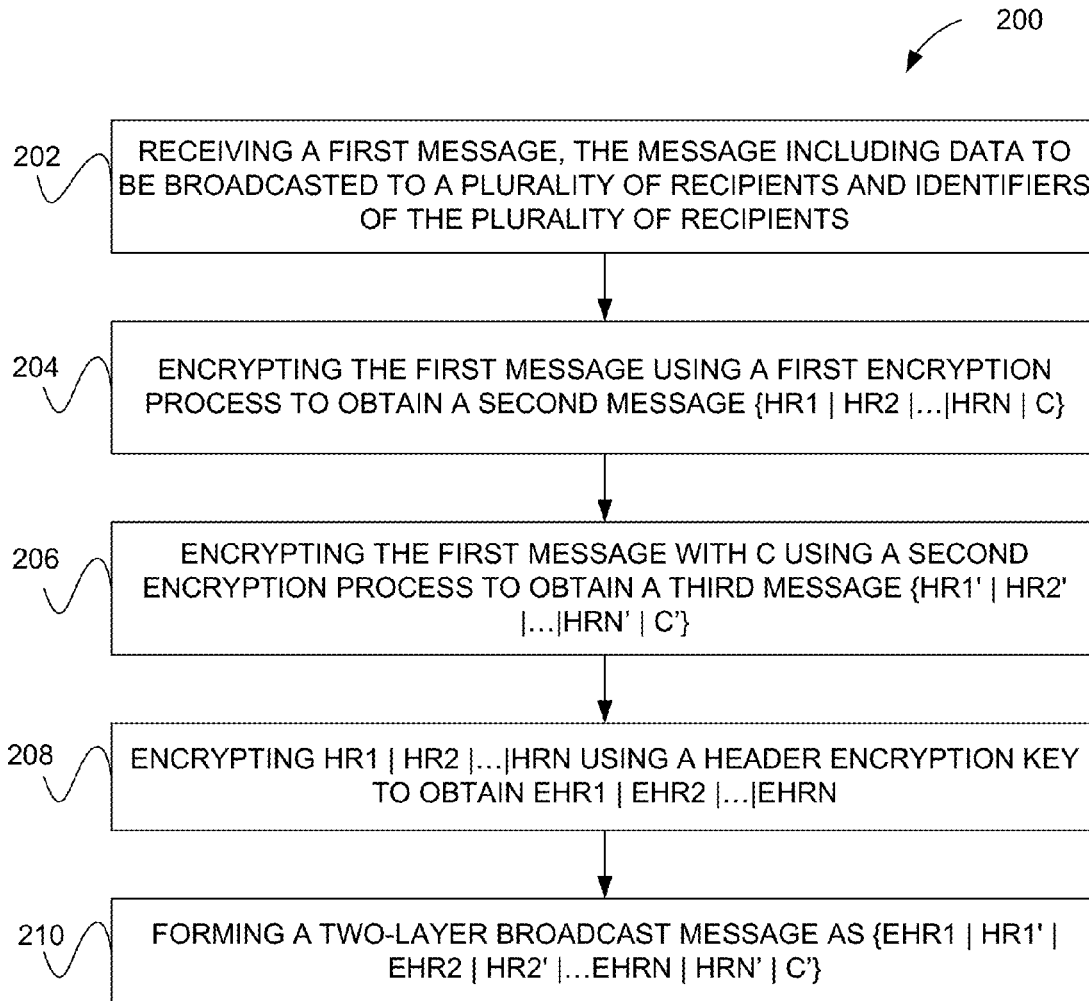 200
202
RECEIVING A FIRST MESSAGE, THE MESSAGE INCLUDING DATA TO
BE BROADCASTED TO A PLURALITY OF RECIPIENTS AND IDENTIFIERS
OF THE PLURALITY OF RECIPIENTS
204
ENCRYPTING THE FIRST MESSAGE USING A FIRST ENCRYPTION
PROCESS TO OBTAIN A SECOND MESSAGE {HR1 | HR2 |...|HRN | C}
206
ENCRYPTING THE FIRST MESSAGE WITH C USING A SECOND
ENCRYPTION PROCESS TO OBTAIN A THIRD MESSAGE {HR1' | HR2'
|...|HRN’ | C’}
208
ENCRYPTING HR1 | HR2 |...|HRN USING A HEADER ENCRYPTION KEY
TO OBTAIN EHR1 | EHR2 |...|EHRN
210
FORMING A TWO-LAYER BROADCAST MESSAGE AS {EHR1 | HR1' |
EHR2 | HR2' |...EHRN | HRN’ | C’}